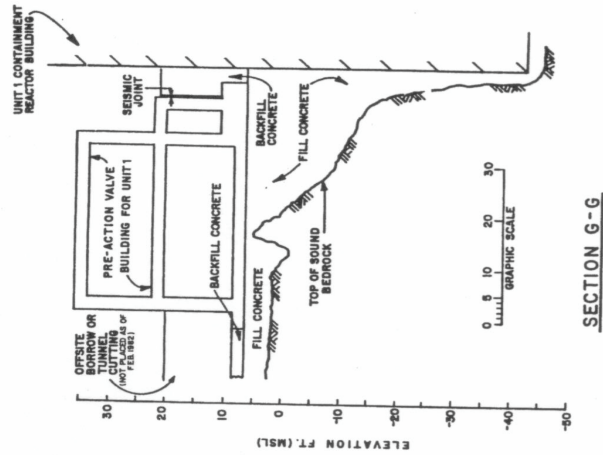 UNIT 1 CONTAINMENT
REACTOR BUILDING
SEISMIC
JOINT
BACKFILL
CONCRETE
FILL CONCRETE
PRE-ACTION VALVE
BUILDING FOR UNIT 1
BACKFILL CONCRETE
OFFSITE
BORROW OR
TUNNEL
CUTTING
(NOT PLACED AS OF
FEB. 1982)
FILL CONCRETE
TOP OF SOUND
BEDROCK
0 5 10 20 30
GRAPHIC SCALE
30
20
10
0
-10
-20
-30
-40
-50
ELEVATION FT. (MSL)
SECTION G-G